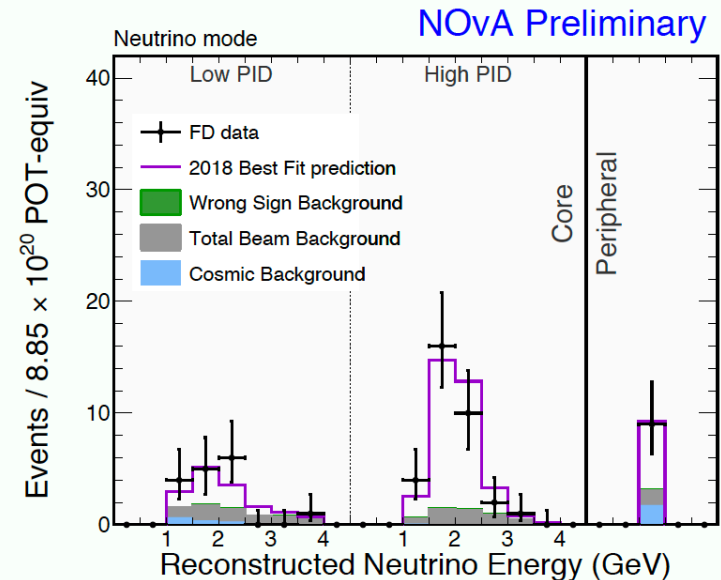 NOvA Preliminary
Neutrino mode
Low PID
High PID
40
30
20
10
0
Events / 8.85 × 10²⁰ POT-equiv
FD data
2018 Best Fit prediction
Wrong Sign Background
Total Beam Background
Cosmic Background
Core
Peripheral
1 2 3 4 1 2 3 4
Reconstructed Neutrino Energy (GeV)